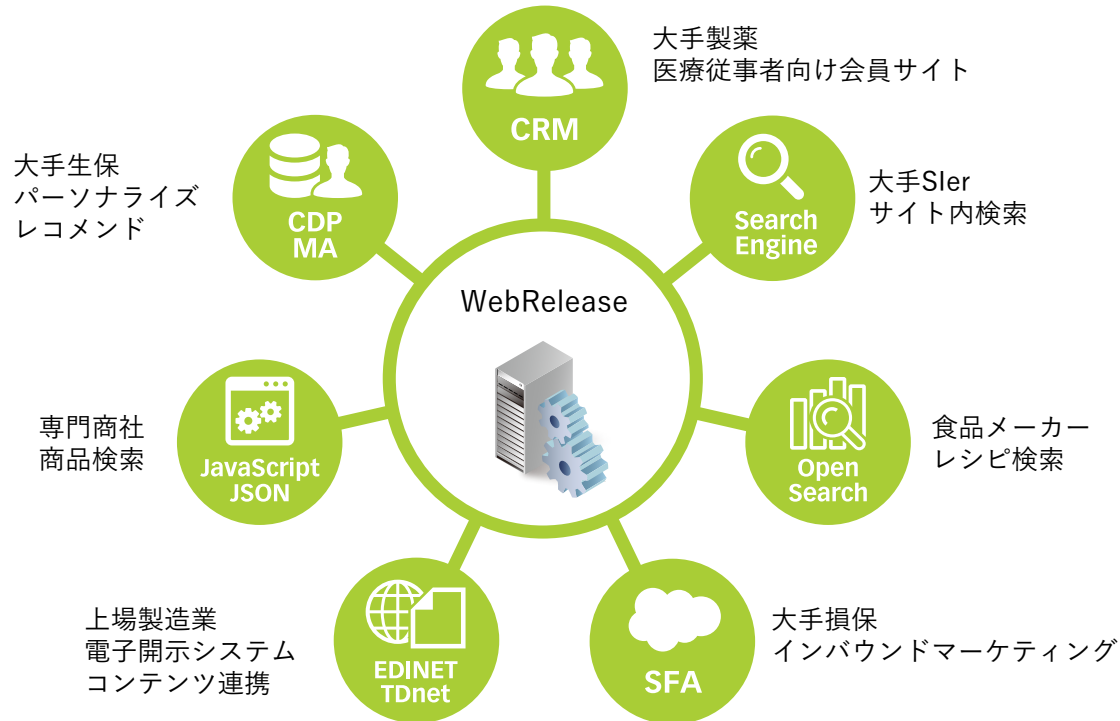 大手製薬
医療従事者向け会員サイト
CRM
大手生保
パーソナライズ
レコメンド
CDP
MA
大手SIer
サイト内検索
Search
Engine
WebRelease
専門商社
商品検索
JavaScript
JSON
食品メーカー
レシピ検索
Open
Search
上場製造業
電子開示システム
コンテンツ連携
EDINET
TDnet
大手損保
インバウンドマーケティング
SFA